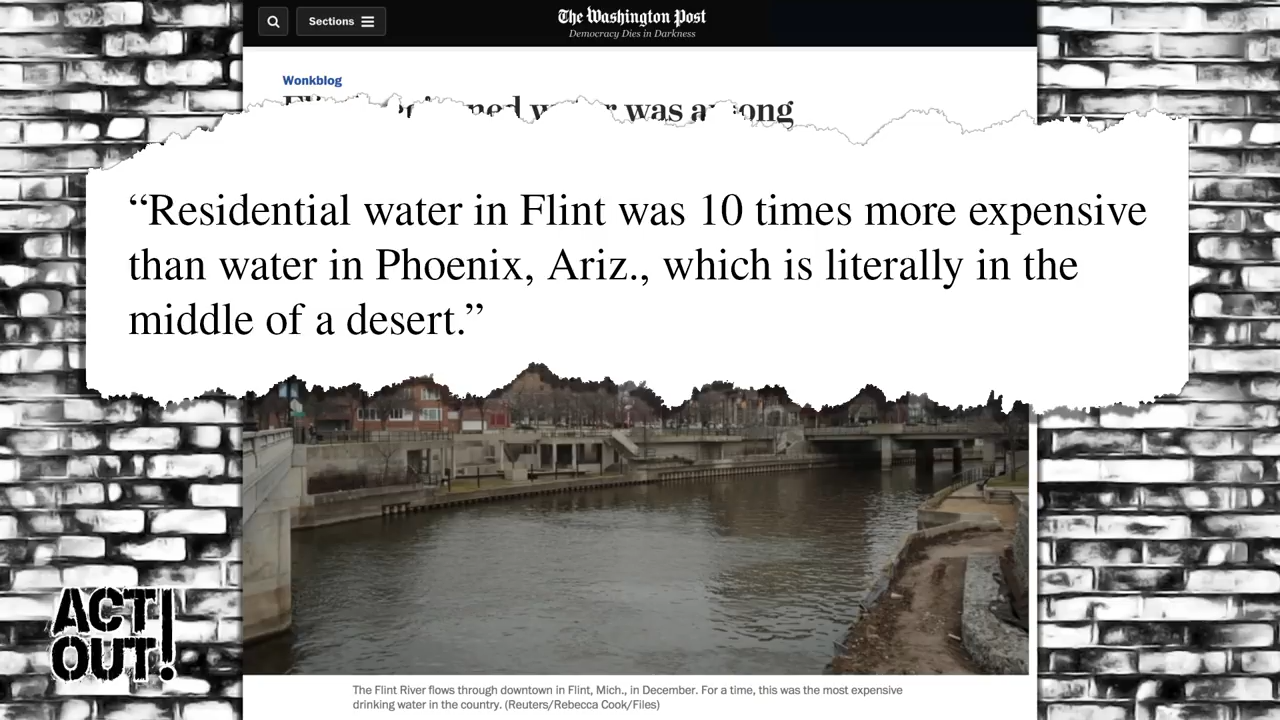 Sections
The Washington Post
Democracy Dies in Darkness
Wonkblog
water was among
“Residential water in Flint was 10 times more expensive
than water in Phoenix, Ariz., which is literally in the
middle of a desert.”
ACT
OUT!
The Flint River flows through downtown in Flint, Mich., in December. For a time, this was the most expensive
drinking water in the country. (Reuters/Rebecca Cook/Files)